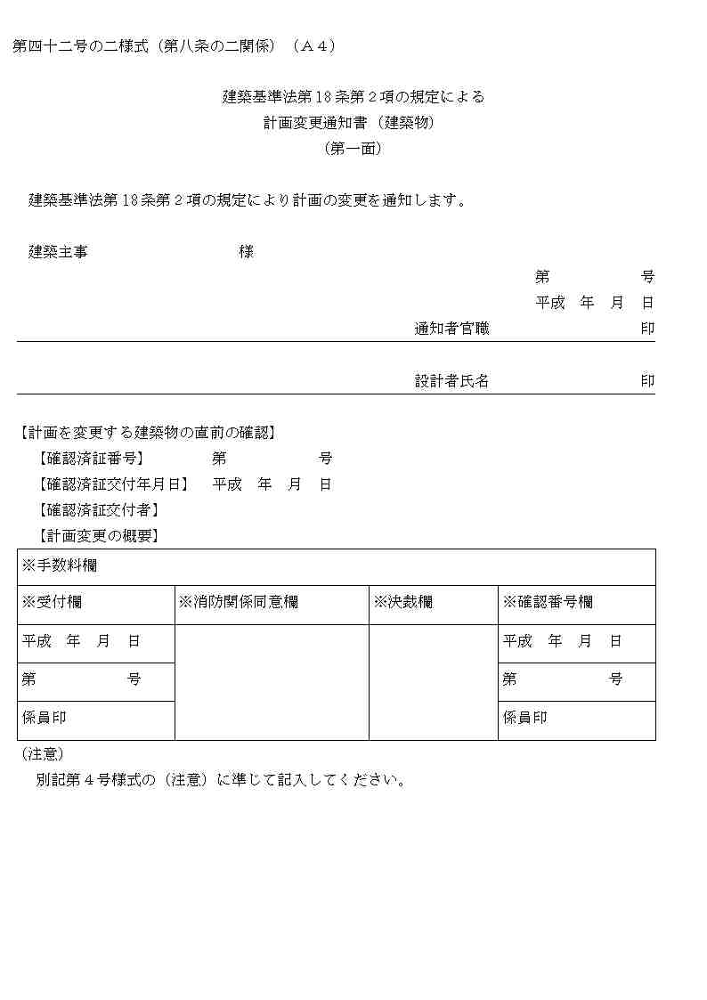 第四十二号の二様式（第八条の二関係）（Ａ４）
建築基準法第18条第２項の規定による
計画変更通知書（建築物）
（第一面）
建築基準法第18条第２項の規定により計画の変更を通知します。
建築主事　　　　　　　　　　様
第　　　　　　号
平成　年　月　日
通知者官職　　　　　　　　　　印
設計者氏名　　　　　　　　　　印
【計画を変更する建築物の直前の確認】
【確認済証番号】　　　　第　　　　　　号
【確認済証交付年月日】　平成　年　月　日
【確認済証交付者】
【計画変更の概要】
※手数料欄
※受付欄　※消防関係同意欄　※決裁欄　※確認番号欄
平成　年　月　日　平成　年　月　日
第　　　　　　号　第　　　　　　号
係員印　係員印
（注意）
別記第４号様式の（注意）に準じて記入してください。